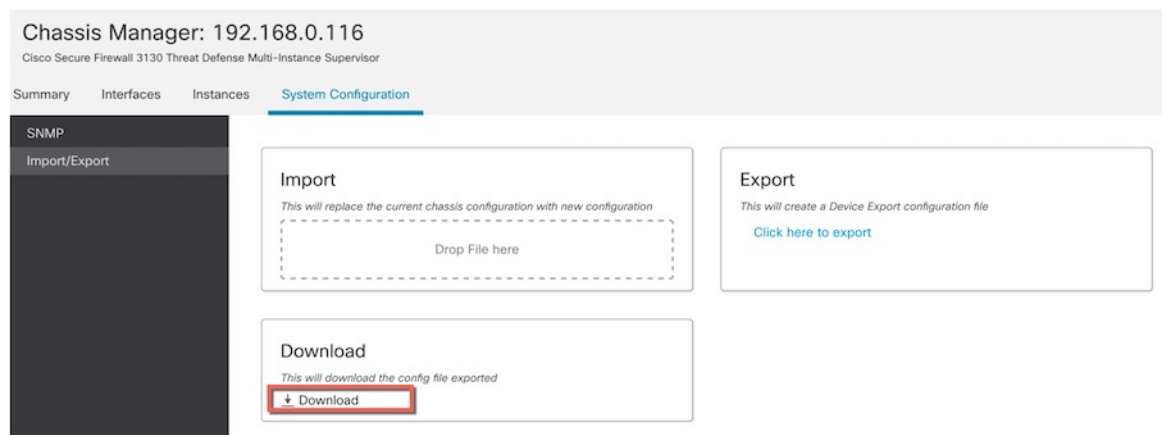 Chassis Manager: 192.168.0.116
Cisco Secure Firewall 3130 Threat Defense Multi-Instance Supervisor
Summary Interfaces Instances System Configuration
SNMP
Import/Export
Import
This will replace the current chassis configuration with new configuration
Drop File here
Export
This will create a Device Export configuration file
Click here to export
Download
This will download the config file exported
Download